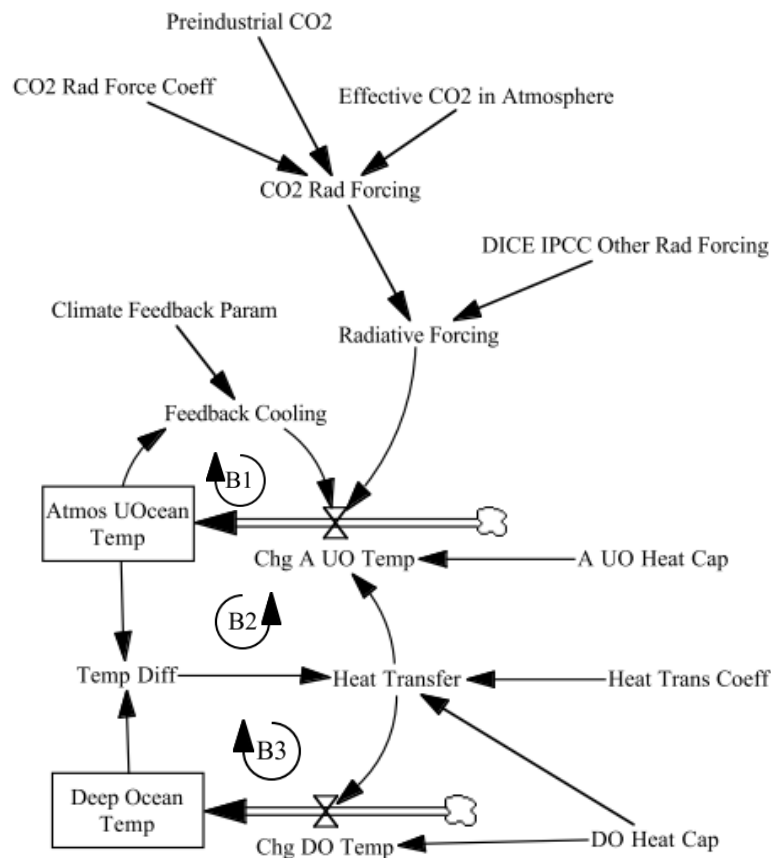 Preindustrial CO2
CO2 Rad Force Coeff
Effective CO2 in Atmosphere
CO2 Rad Forcing
DICE IPCC Other Rad Forcing
Climate Feedback Param
Radiative Forcing
Feedback Cooling
B1
Atmos UOcean
Temp
Chg A UO Temp
A UO Heat Cap
B2
Temp Diff
Heat Transfer
Heat Trans Coeff
B3
Deep Ocean
Temp
Chg DO Temp
DO Heat Cap